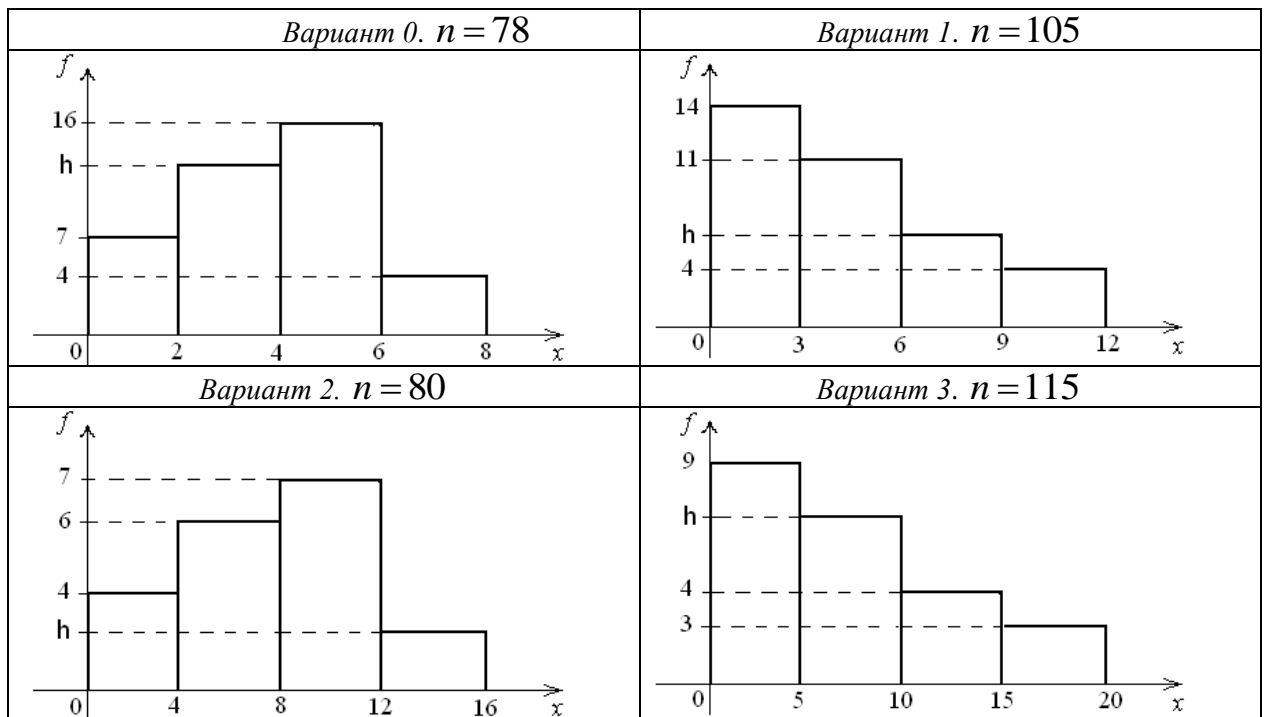 Вариант 0. n = 78
f
16
h
7
4
0 2 4 6 8 x
Вариант 1. n = 105
f
14
11
h
4
0 3 6 9 12 x
Вариант 2. n = 80
f
7
6
4
h
0 4 8 12 16 x
Вариант 3. n = 115
f
9
h
4
3
0 5 10 15 20 x